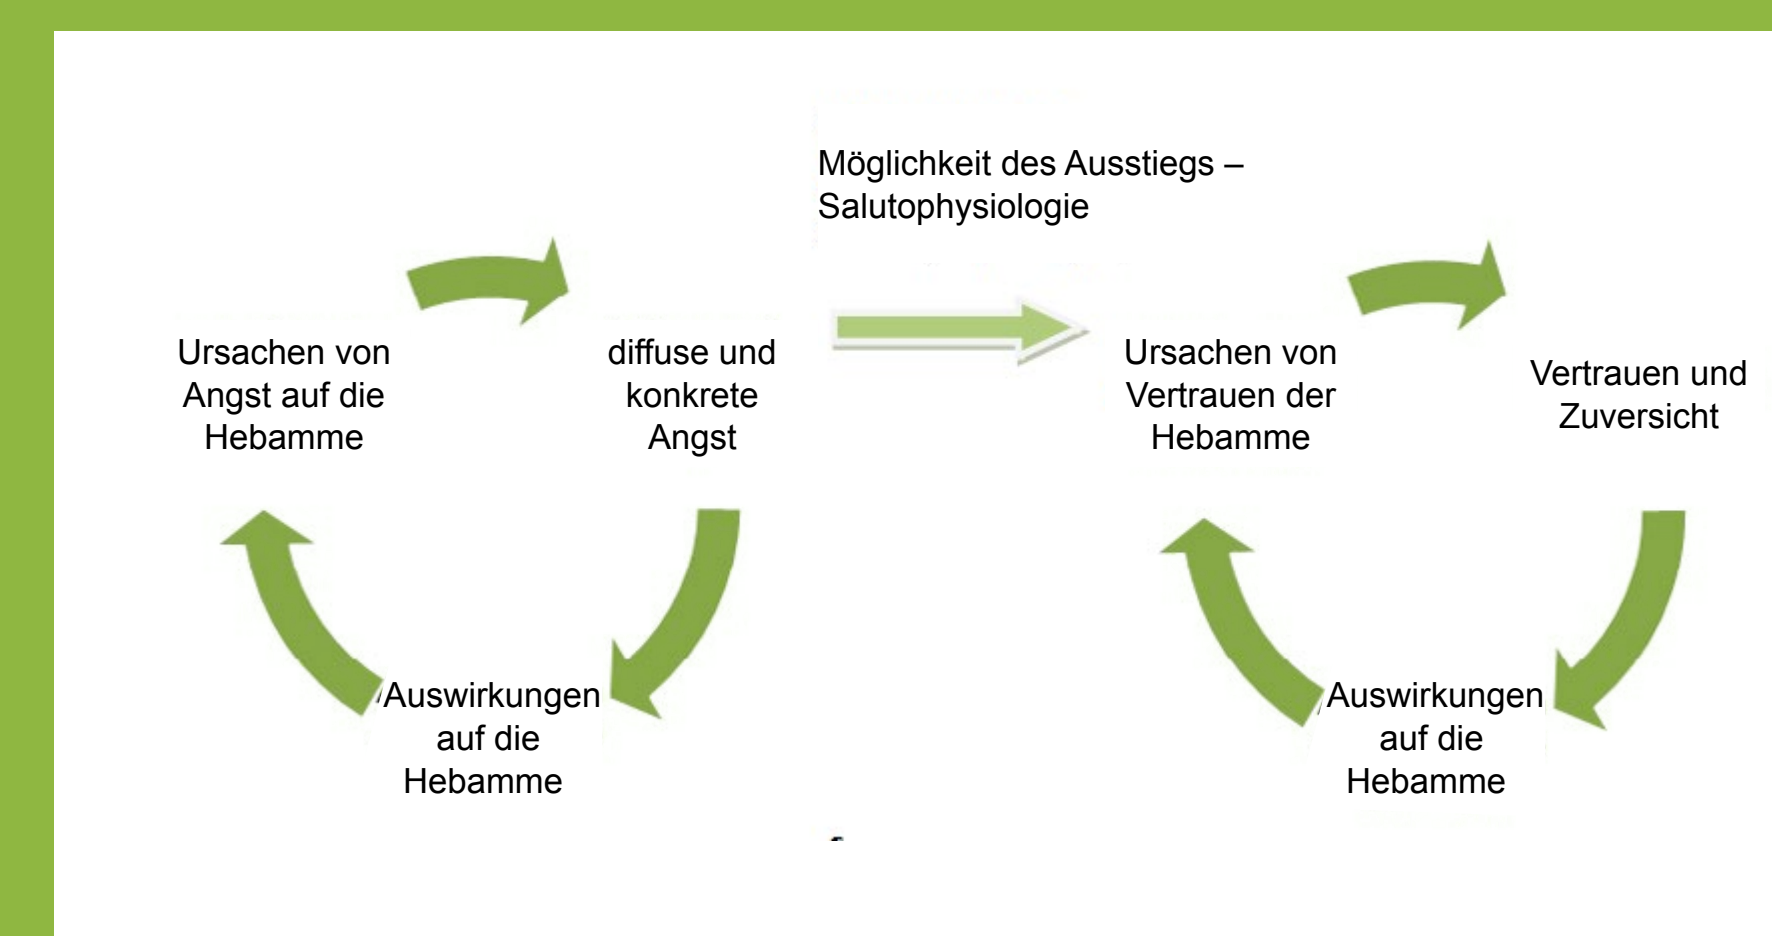 Möglichkeit des Ausstiegs –
Salutophysiologie
Ursachen von
Angst auf die
Hebamme
diffuse und
konkrete
Angst
Auswirkungen
auf die
Hebamme
Ursachen von
Vertrauen der
Hebamme
Vertrauen und
Zuversicht
Auswirkungen
auf die
Hebamme